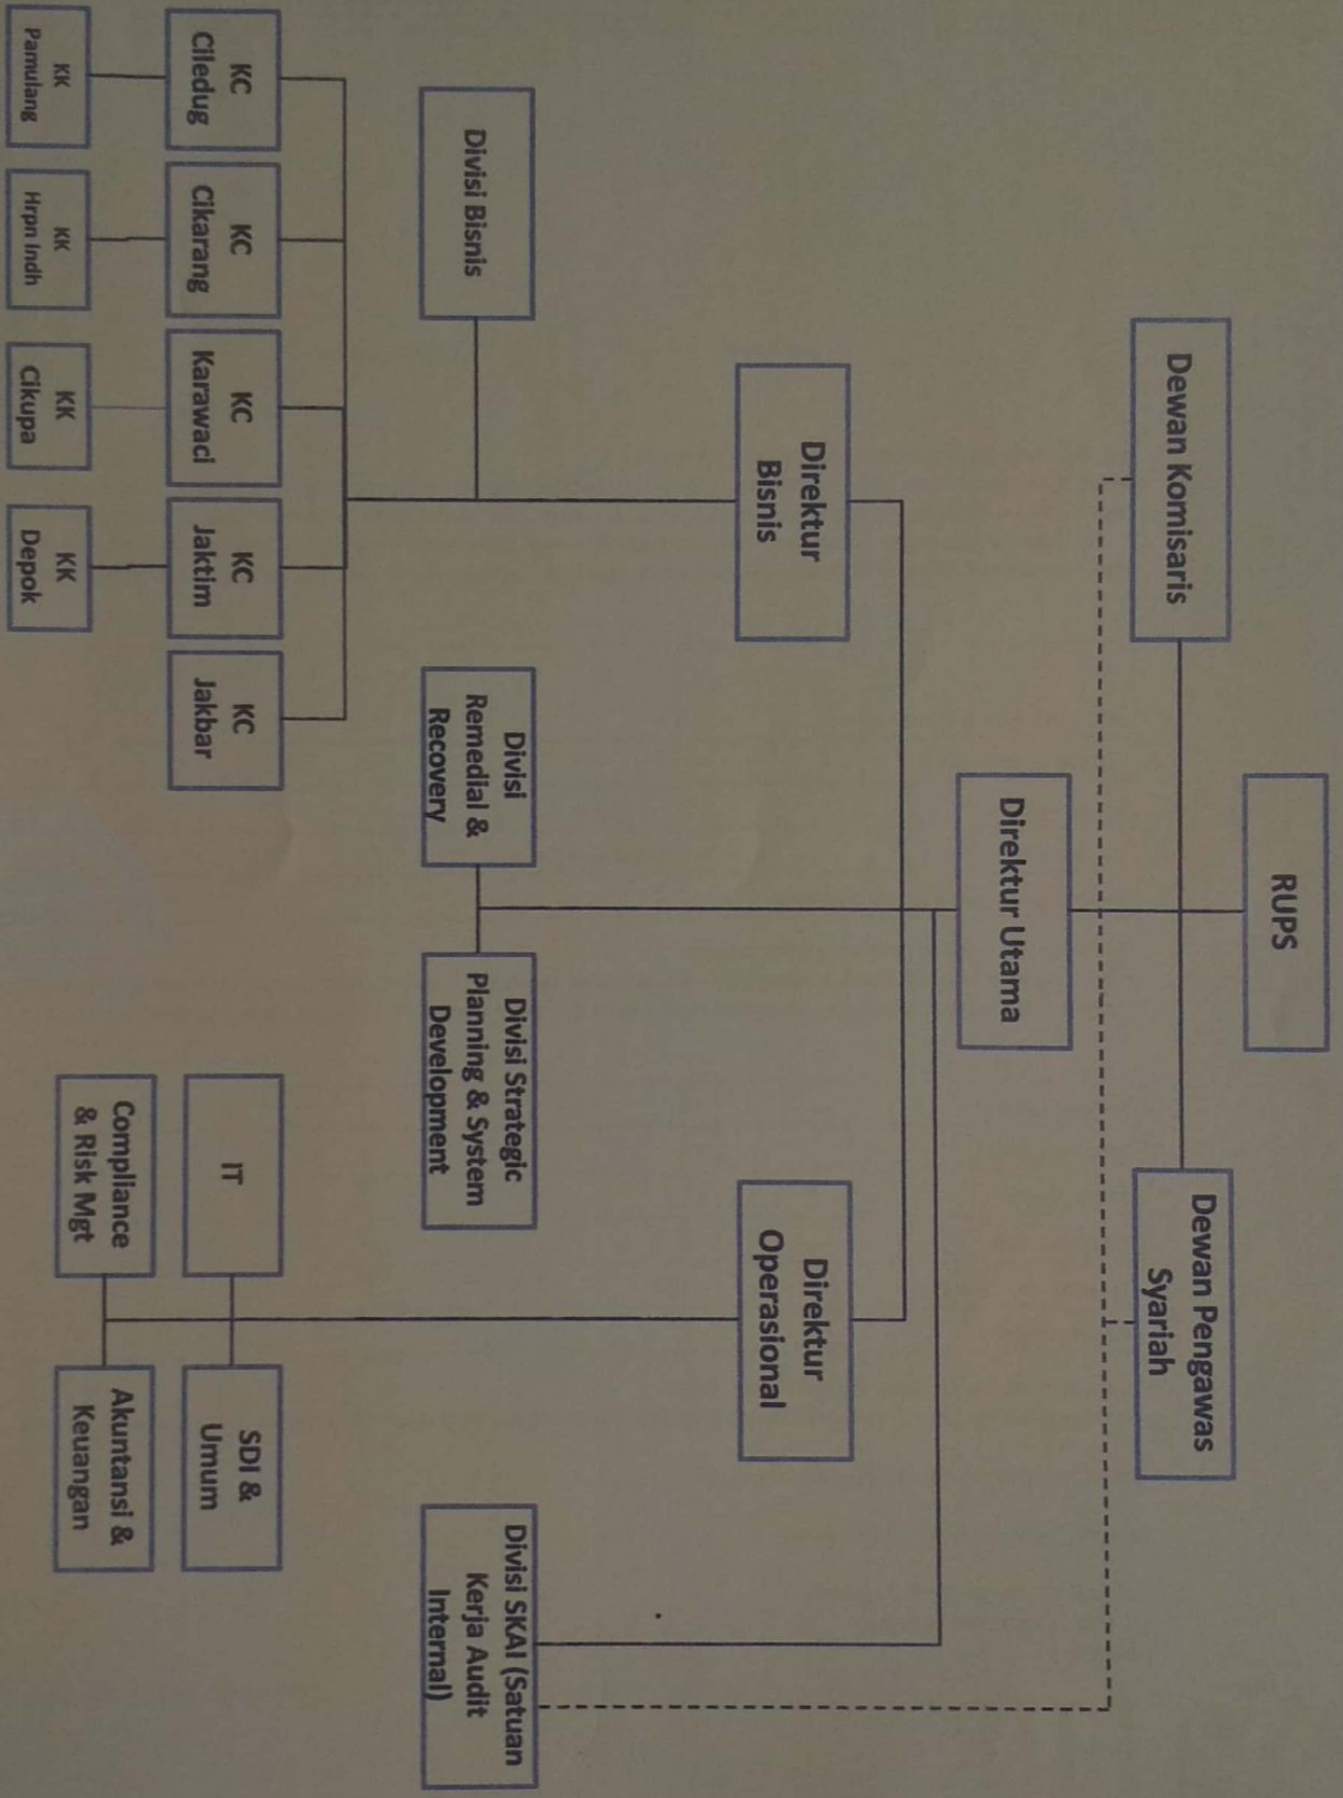 RUPS
Dewan Komisaris
Dewan Pengawas
Syariah
Direktur Utama
Direktur
Bisnis
Direktur
Operasional
Divisi Bisnis
Divisi
Remedial &
Recovery
Divisi Strategic
Planning & System
Development
Divisi SKAI (Satuan
Kerja Audit
Internal)
KC
Ciledug
KC
Cikarang
KC
Karawaci
KC
Jaktim
KC
Jakbar
IT
SDI &
Umum
KK
Pamulang
KK
Hrpn Indh
KK
Cikupa
KK
Depok
Compliance
& Risk Mgt
Akuntansi &
Keuangan